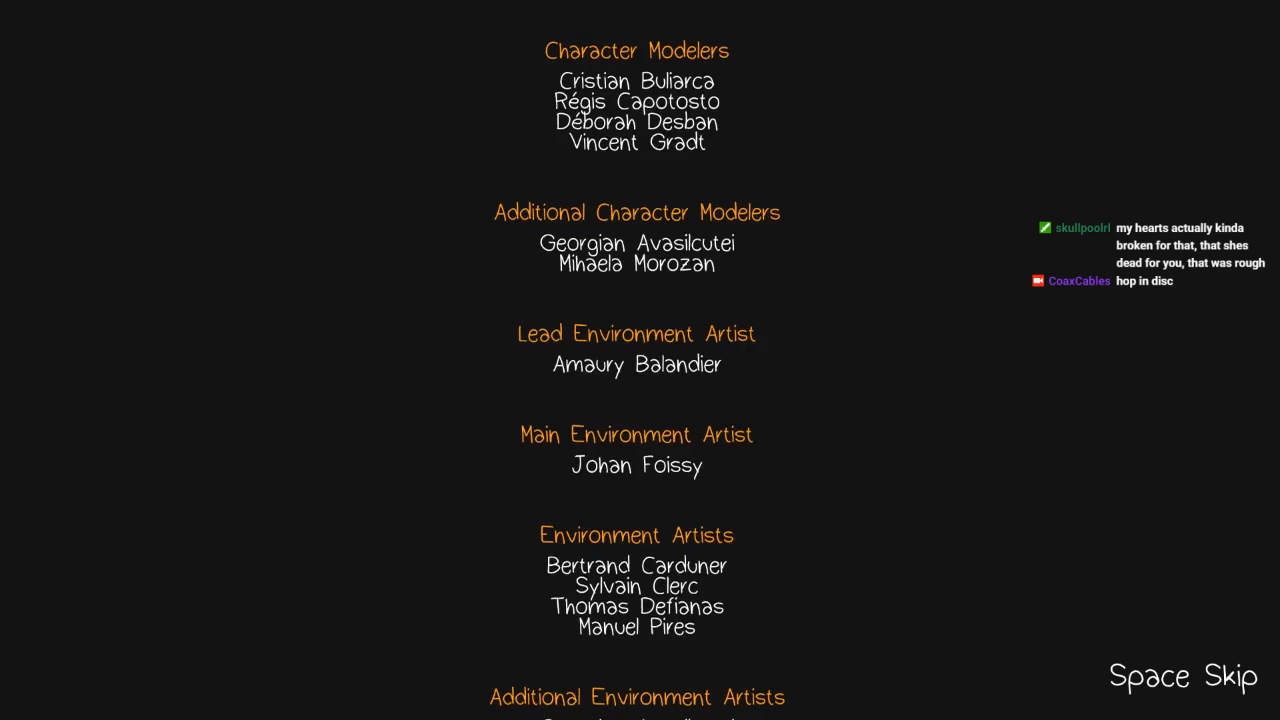 Character Modelers
Cristian Buliarca
Régis Capotosto
Déborah Desban
Vincent Gradt
Additional Character Modelers
Georgian Avasilcutei
Mihaela Morozan
Lead Environment Artist
Amaury Balandier
Main Environment Artist
Johan Foissy
Environment Artists
Bertrand Carduner
Sylvain Clerc
Thomas Defianas
Manuel Pires
Additional Environment Artists
skullpoolrl my hearts actually kinda
broken for that, that shes
dead for you, that was rough
CoaxCables hop in disc
Space Skip